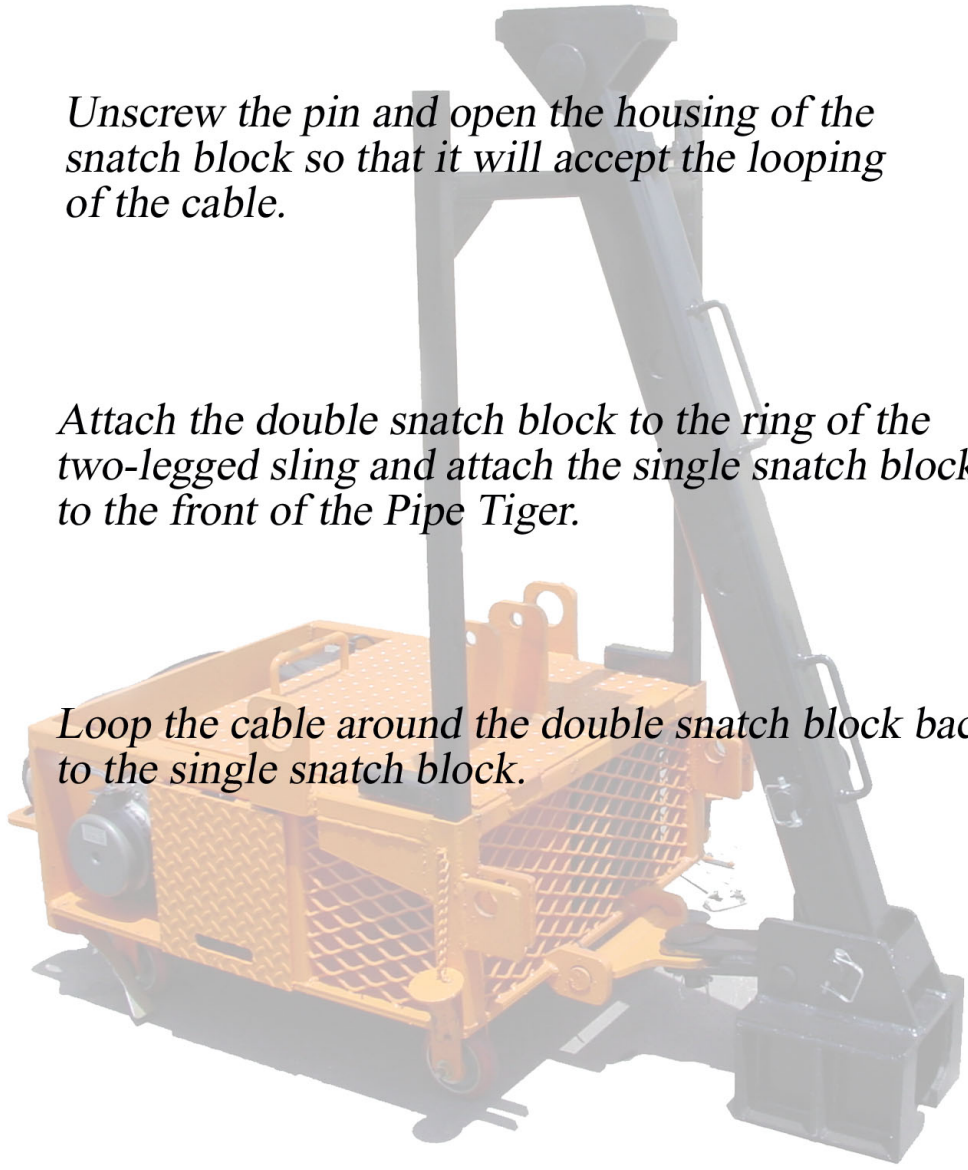 Unscrew the pin and open the housing of the
snatch block so that it will accept the looping
of the cable.
Attach the double snatch block to the ring of the
two-legged sling and attach the single snatch block
to the front of the Pipe Tiger.
Loop the cable around the double snatch block bac
to the single snatch block.